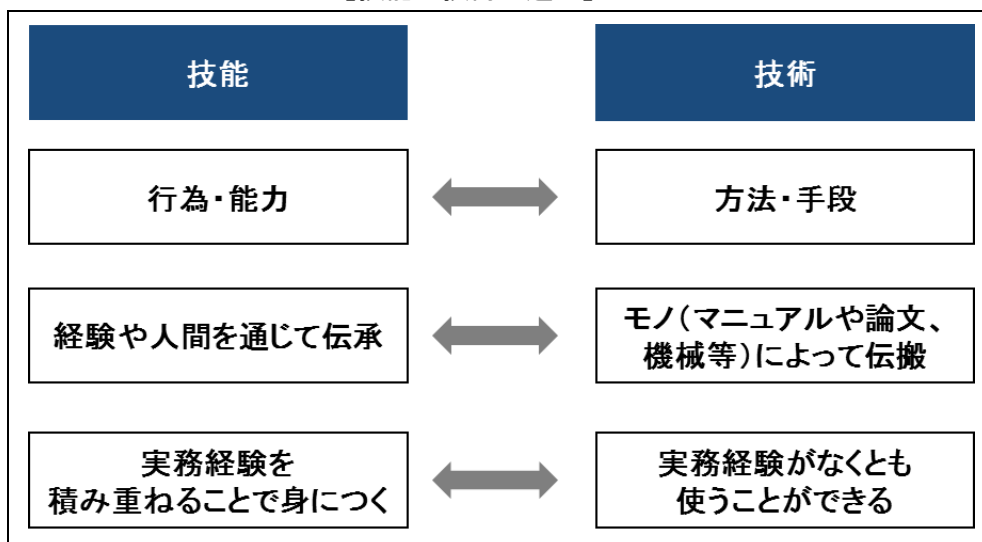 技能
技術
行為・能力
方法・手段
経験や人間を通じて伝承
モノ(マニュアルや論文、
機械等)によって伝搬
実務経験を
積み重ねることで身につく
実務経験がなくとも
使うことができる